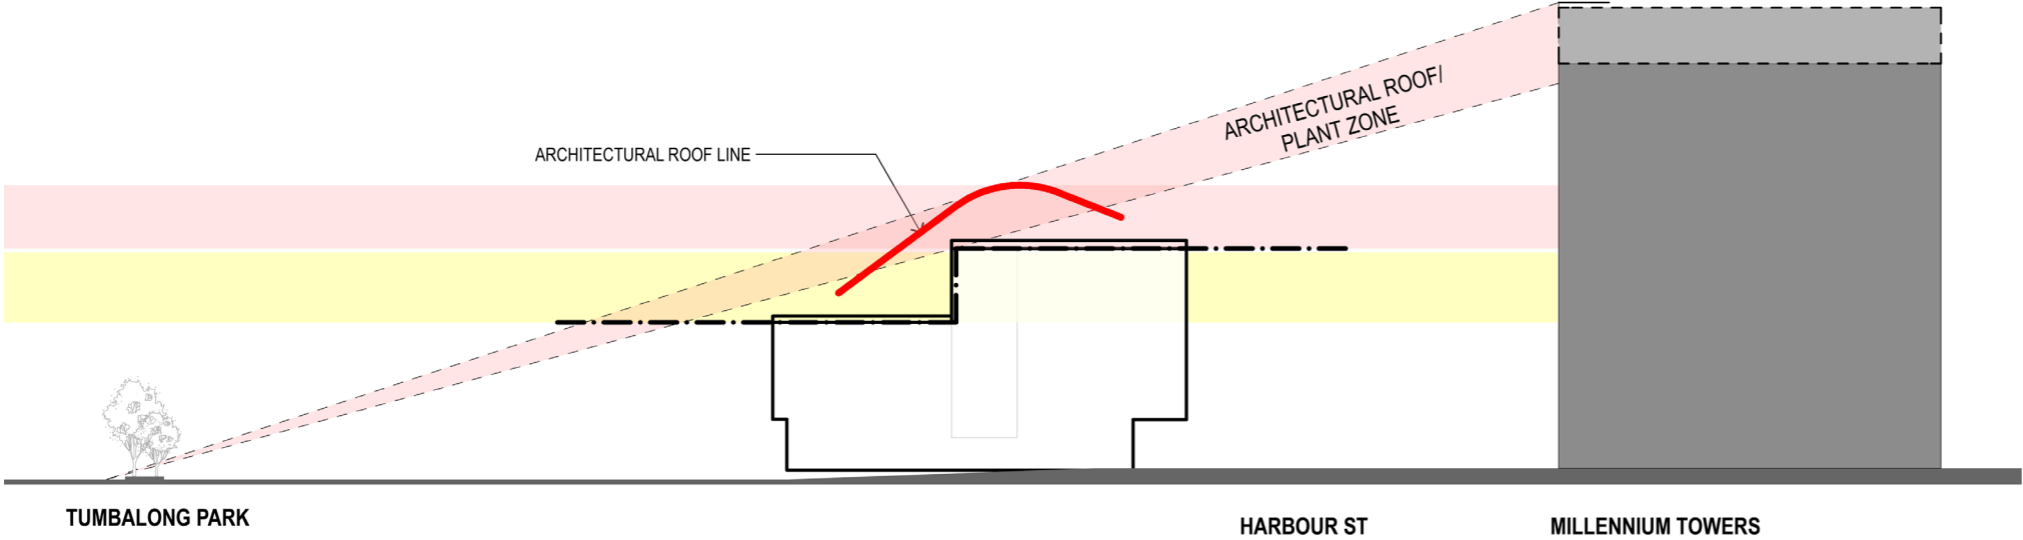 ARCHITECTURAL ROOF/
PLANT ZONE
ARCHITECTURAL ROOF LINE
TUMBALONG PARK
HARBOUR ST
MILLENNIUM TOWERS